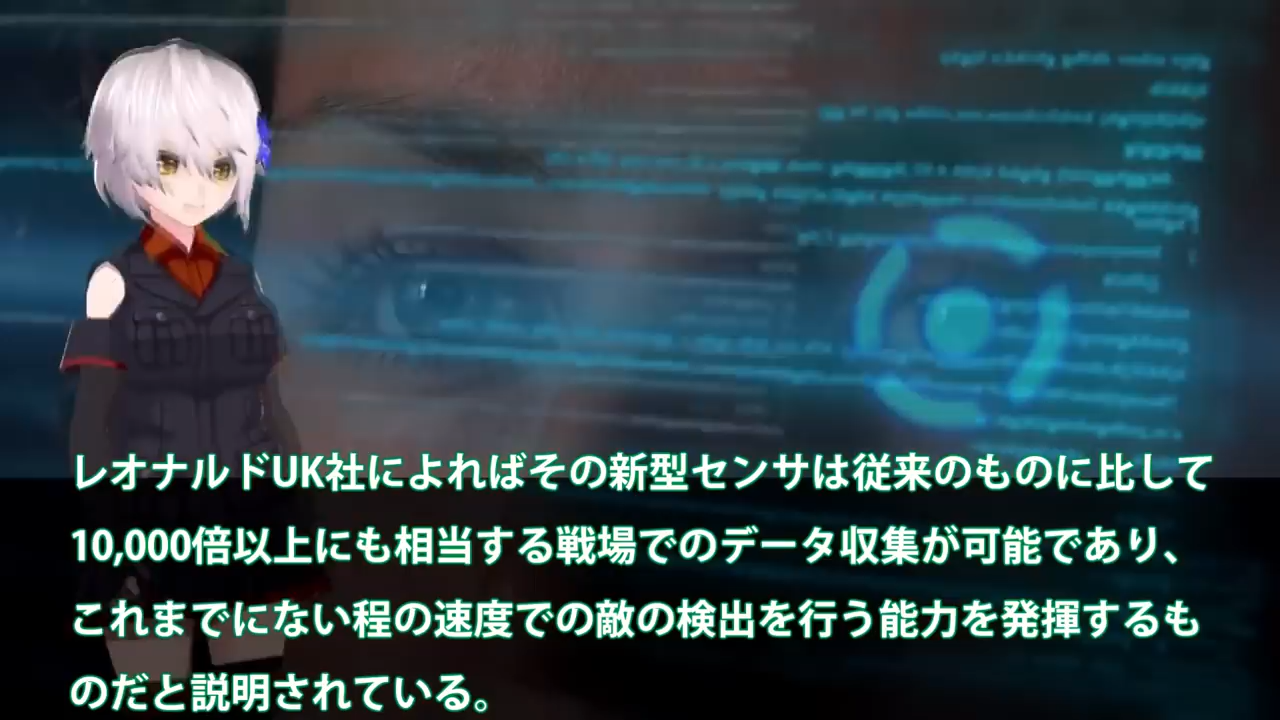 レオナルドUK社によればその新型センサは従来のものに比して
10,000倍以上にも相当する戦場でのデータ収集が可能であり、
これまでにない程の速度での敵の検出を行う能力を発揮するも
のだと説明されている。